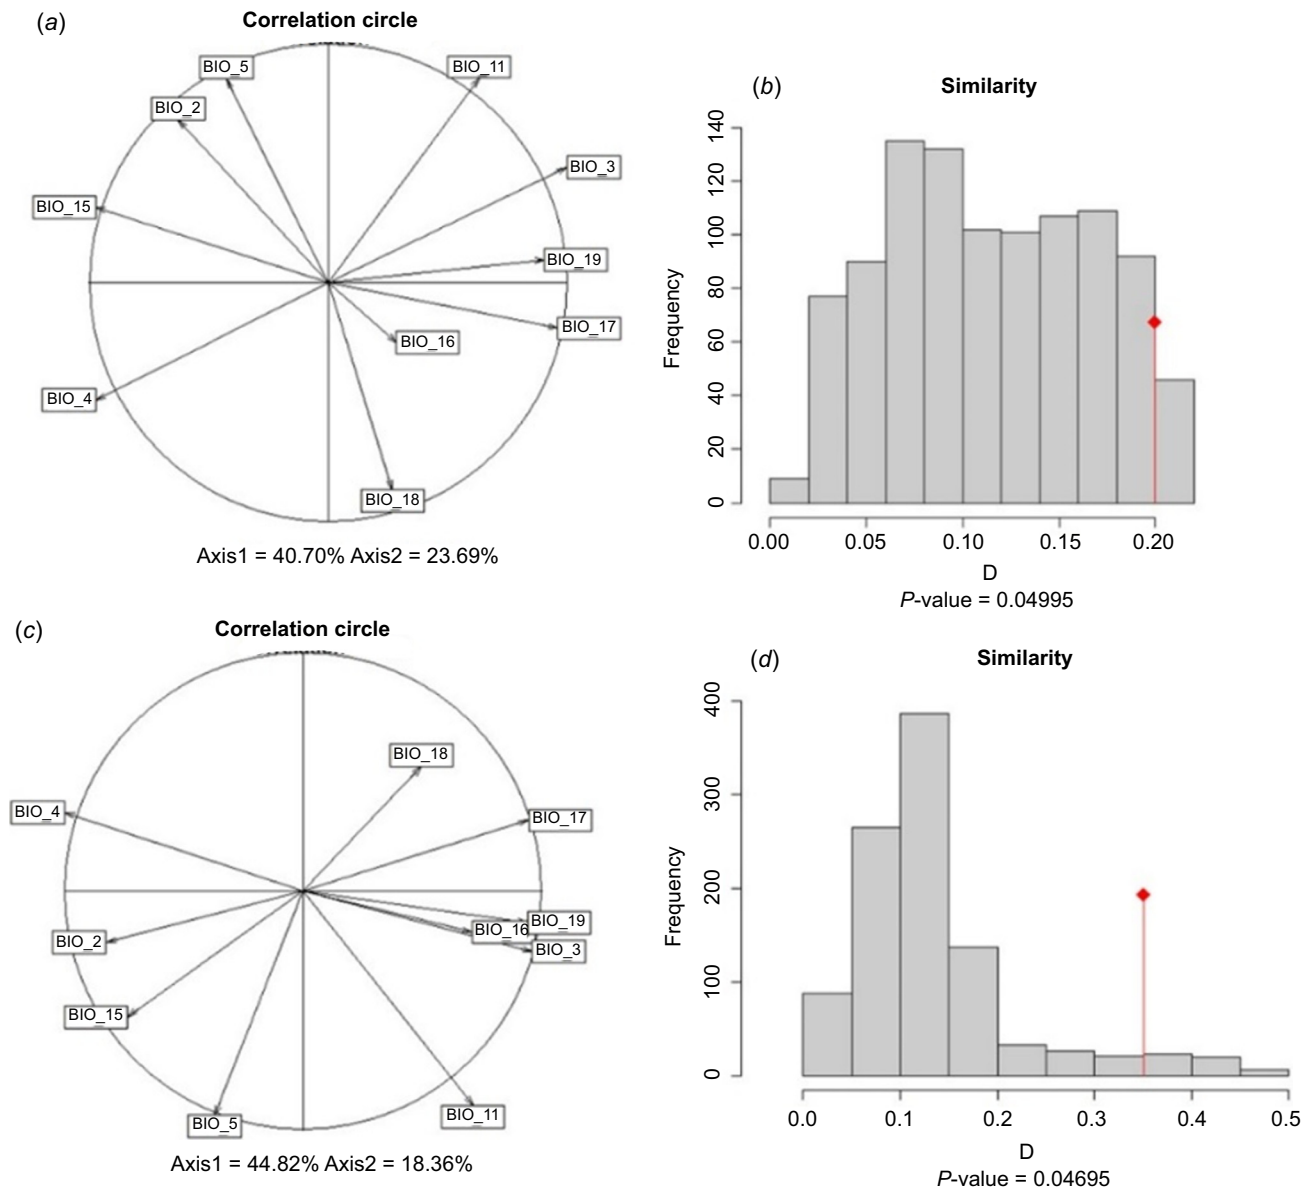 (a)
Correlation circle
BIO_5
BIO_11
BIO_2
BIO_3
BIO_15
BIO_19
BIO_17
BIO_16
BIO_4
BIO_18
Axis1 = 40.70% Axis2 = 23.69%
(b)
Similarity
Frequency
140
120
100
80
60
40
20
0
0.00 0.05 0.10 0.15 0.20
D
P-value = 0.04995
(c)
Correlation circle
BIO_18
BIO_4
BIO_17
BIO_19
BIO_16
BIO_2
BIO_3
BIO_15
BIO_11
BIO_5
Axis1 = 44.82% Axis2 = 18.36%
(d)
Similarity
Frequency
400
300
200
100
0
0.0 0.1 0.2 0.3 0.4 0.5
D
P-value = 0.04695